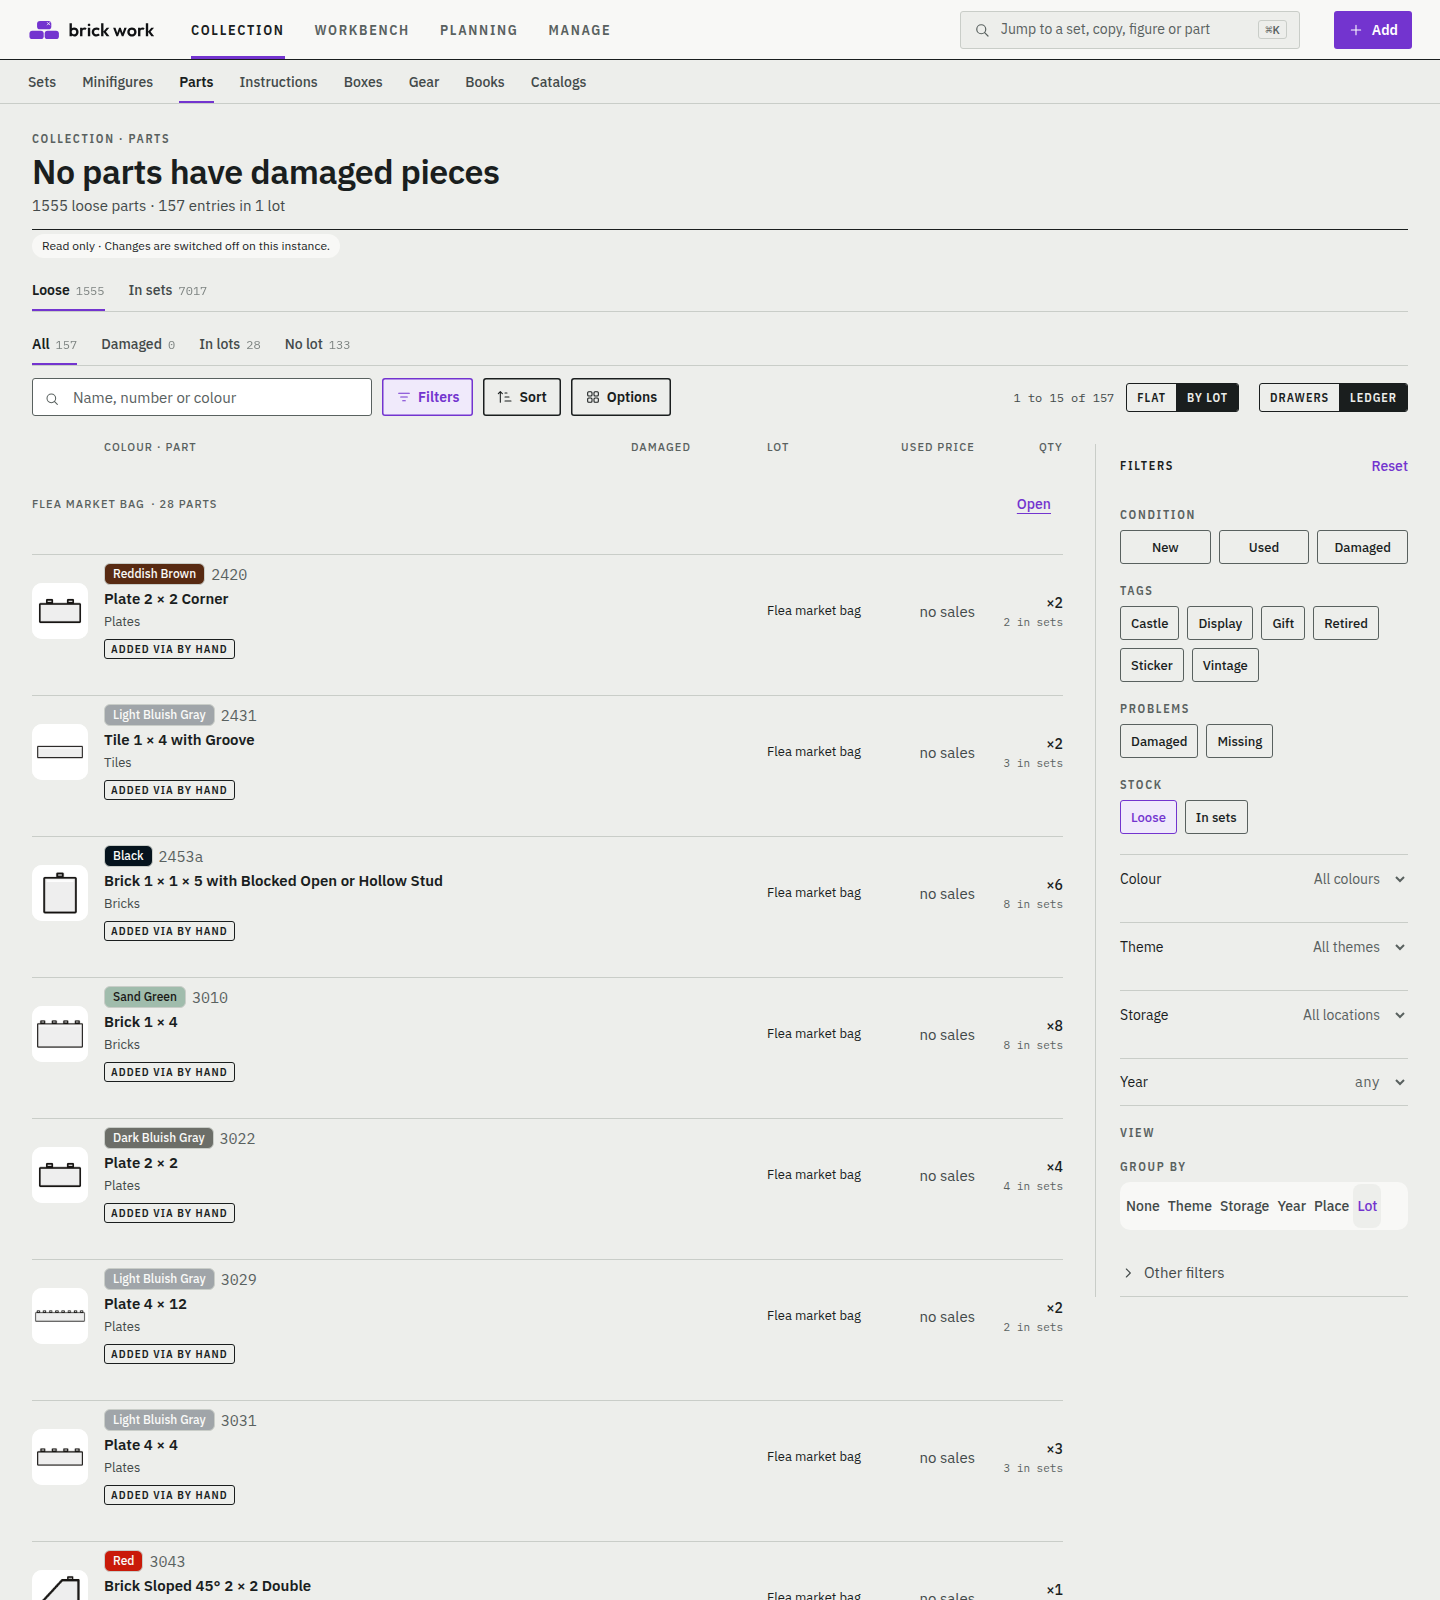 brick work
COLLECTION
WORKBENCH
PLANNING
MANAGE
Jump to a set, copy, figure or part
⌘K
+ Add
Sets
Minifigures
Parts
Instructions
Boxes
Gear
Books
Catalogs
COLLECTION · PARTS
No parts have damaged pieces
1555 loose parts · 157 entries in 1 lot
Read only · Changes are switched off on this instance.
Loose 1555
In sets 7017
All 157
Damaged 0
In lots 28
No lot 133
Name, number or colour
Filters
Sort
Options
1 to 15 of 157
FLAT
BY LOT
DRAWERS
LEDGER
COLOUR · PART
DAMAGED
LOT
USED PRICE
QTY
FLEA MARKET BAG · 28 PARTS
Open
Reddish Brown 2420
Plate 2 × 2 Corner
Plates
ADDED VIA BY HAND
Flea market bag
no sales
×2
2 in sets
Light Bluish Gray 2431
Tile 1 × 4 with Groove
Tiles
ADDED VIA BY HAND
Flea market bag
no sales
×2
3 in sets
Black 2453a
Brick 1 × 1 × 5 with Blocked Open or Hollow Stud
Bricks
ADDED VIA BY HAND
Flea market bag
no sales
×6
8 in sets
Sand Green 3010
Brick 1 × 4
Bricks
ADDED VIA BY HAND
Flea market bag
no sales
×8
8 in sets
Dark Bluish Gray 3022
Plate 2 × 2
Plates
ADDED VIA BY HAND
Flea market bag
no sales
×4
4 in sets
Light Bluish Gray 3029
Plate 4 × 12
Plates
ADDED VIA BY HAND
Flea market bag
no sales
×2
2 in sets
Light Bluish Gray 3031
Plate 4 × 4
Plates
ADDED VIA BY HAND
Flea market bag
no sales
×3
3 in sets
Red 3043
Brick Sloped 45° 2 × 2 Double
Flea market bag
no sales
×1
FILTERS
Reset
CONDITION
New
Used
Damaged
TAGS
Castle
Display
Gift
Retired
Sticker
Vintage
PROBLEMS
Damaged
Missing
STOCK
Loose
In sets
Colour
All colours
Theme
All themes
Storage
All locations
Year
any
VIEW
GROUP BY
None
Theme
Storage
Year
Place
Lot
Other filters